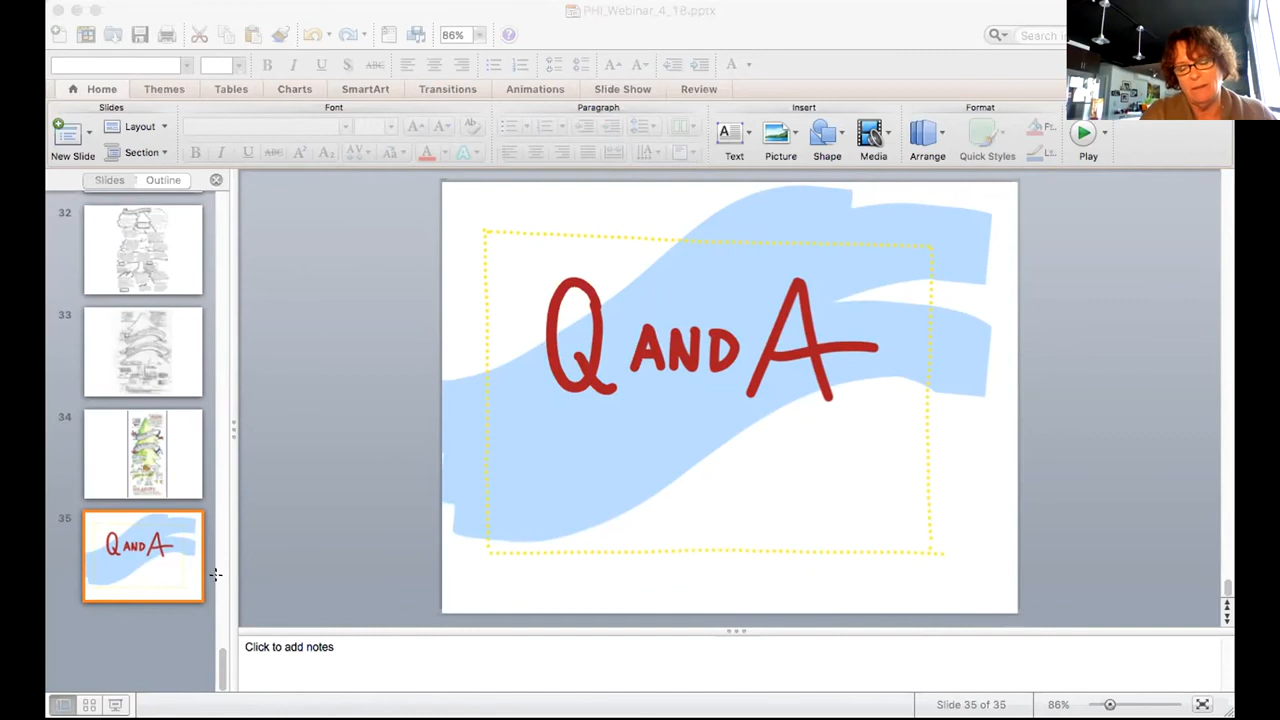 PHI_Webinar_4_18.pptx
86%
Search in
Home Themes Tables Charts SmartArt Transitions Animations Slide Show Review
Slides Font Paragraph Insert Format
New Slide Layout Section Text Picture Shape Media Arrange Quick Styles Play
Slides Outline
32
33
34
35
Q AND A
Q AND A
Click to add notes
Slide 35 of 35 86%